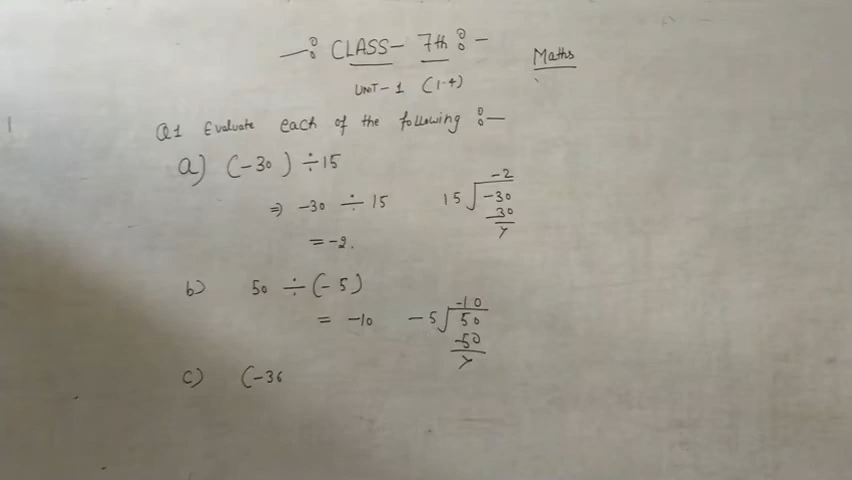 —: CLASS- 7th :-
Maths
UNIT-1 (1.4)
Q1 Evaluate each of the following :-
a) (-30) ÷ 15
⇒ -30 ÷ 15
= -2.
-2
15 -30
-30
b) 50 ÷ (-5)
= -10
-10
-5 50
-50
c) (-36